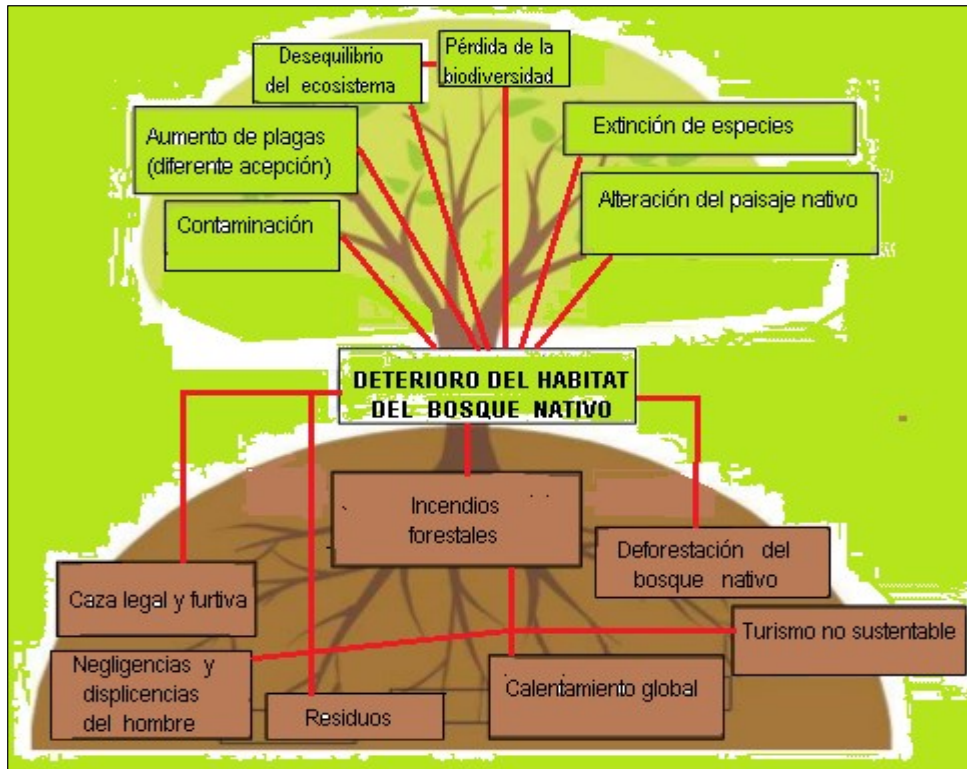 Desequilibrio
del ecosistema
Pérdida de la
biodiversidad
Aumento de plagas
(diferente acepción)
Extinción de especies
Contaminación
Alteración del paisaje nativo
DETERIORO DEL HABITAT
DEL BOSQUE NATIVO
Incendios
forestales
Deforestación del
bosque nativo
Caza legal y furtiva
Turismo no sustentable
Negligencias y
displicencias
del hombre
Calentamiento global
Residuos